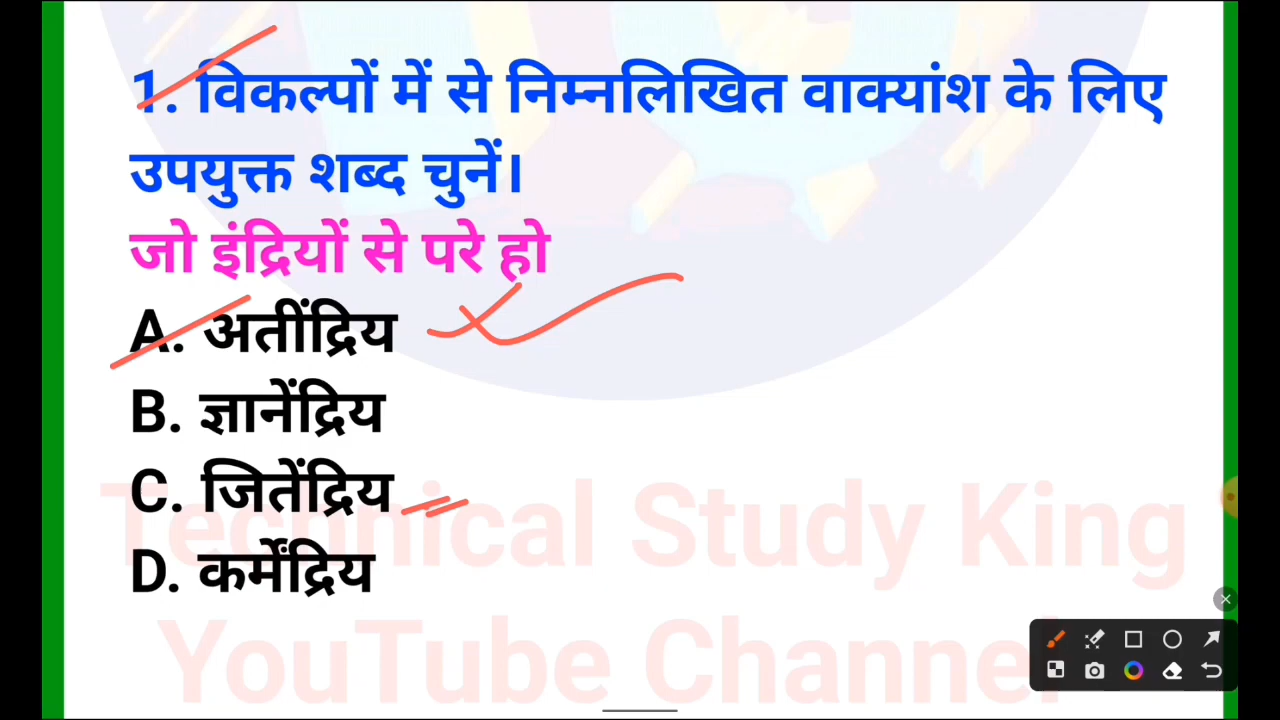 1. विकल्पों में से निम्नलिखित वाक्यांश के लिए
उपयुक्त शब्द चुनें।
जो इंद्रियों से परे हो
A. अतींद्रिय
B. ज्ञानेंद्रिय
C. जितेंद्रिय
D. कर्मेंद्रिय
Technical Study King
YouTube Channel